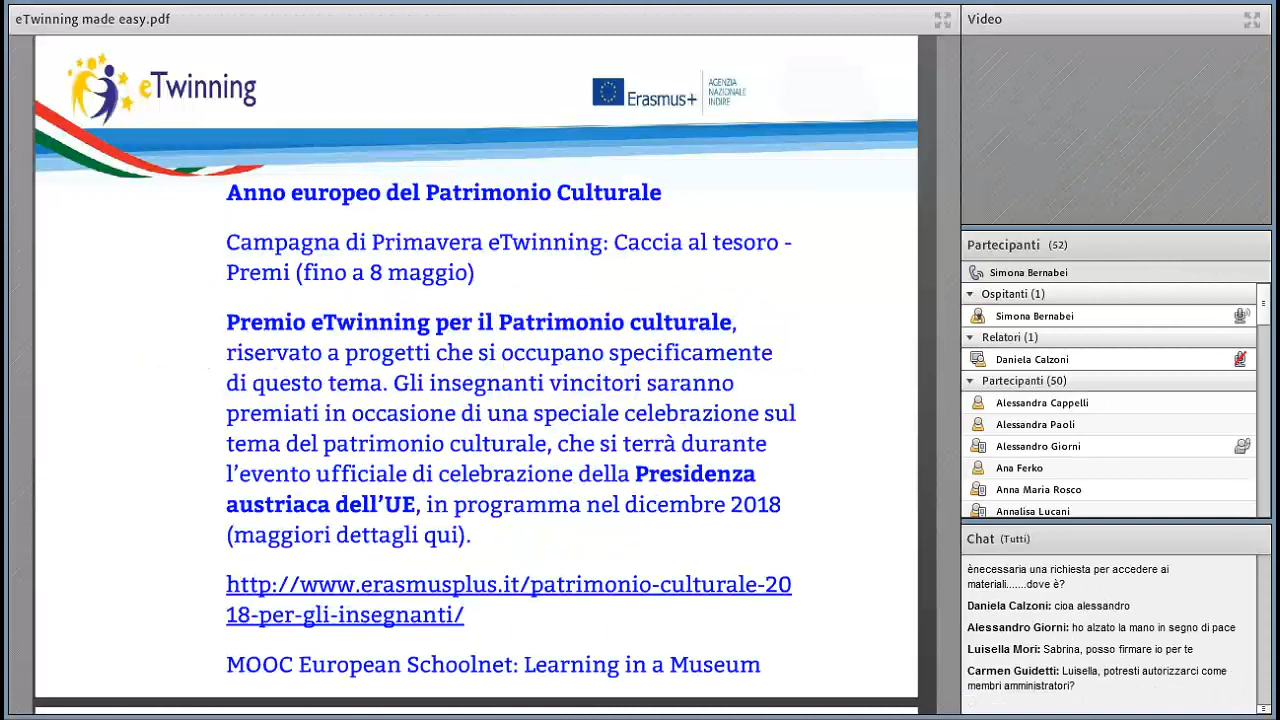 eTwinning made easy.pdf
eTwinning
Erasmus+
AGENZIA
NAZIONALE
INDIRE
Anno europeo del Patrimonio Culturale
Campagna di Primavera eTwinning: Caccia al tesoro -
Premi (fino a 8 maggio)
Premio eTwinning per il Patrimonio culturale,
riservato a progetti che si occupano specificamente
di questo tema. Gli insegnanti vincitori saranno
premiati in occasione di una speciale celebrazione sul
tema del patrimonio culturale, che si terrà durante
l’evento ufficiale di celebrazione della Presidenza
austriaca dell’UE, in programma nel dicembre 2018
(maggiori dettagli qui).
http://www.erasmusplus.it/patrimonio-culturale-20
18-per-gli-insegnanti/
MOOC European Schoolnet: Learning in a Museum
Video
Partecipanti (52)
Simona Bernabei
Ospitanti (1)
Simona Bernabei
Relatori (1)
Daniela Calzoni
Partecipanti (50)
Alessandra Cappelli
Alessandra Paoli
Alessandro Giorni
Ana Ferko
Anna Maria Rosco
Annalisa Lucani
Chat (Tutti)
ènecessaria una richiesta per accedere ai
materiali.......dove è?
Daniela Calzoni: cioa alessandro
Alessandro Giorni: ho alzato la mano in segno di pace
Luisella Mori: Sabrina, posso firmare io per te
Carmen Guidetti: Luisella, potresti autorizzarci come
membri amministratori?